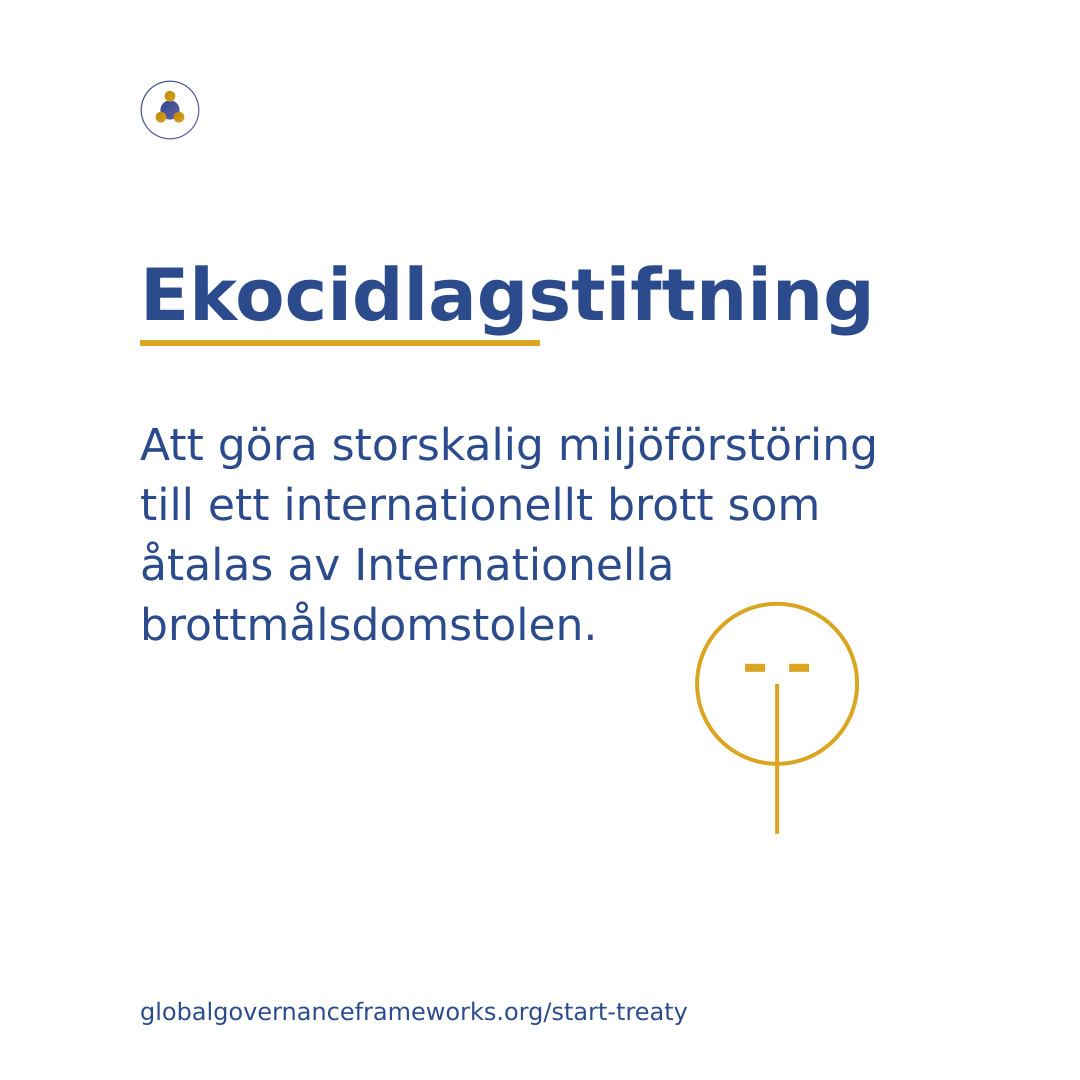 Ekocidlagstiftning
Att göra storskalig miljöförstöring
till ett internationellt brott som
åtalas av Internationella
brottmålsdomstolen.
globalgovernanceframeworks.org/start-treaty